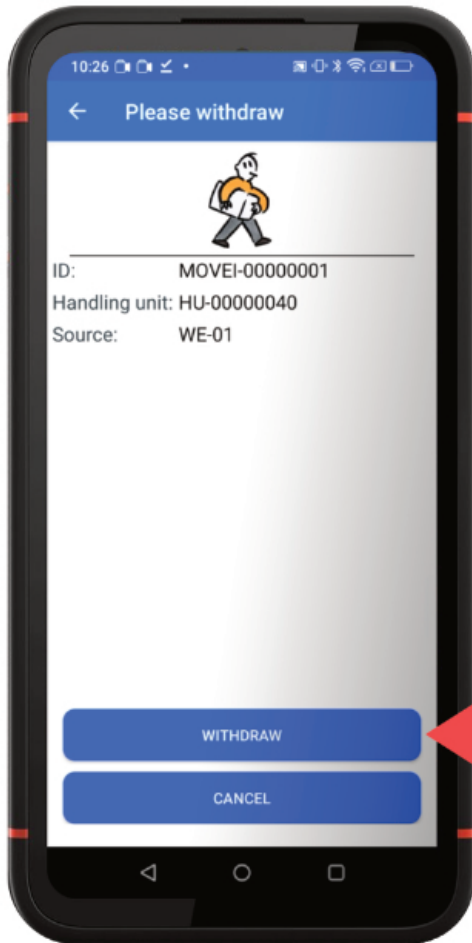 10:26
Please withdraw
ID: MOVEI-00000001
Handling unit: HU-00000040
Source: WE-01
WITHDRAW
CANCEL